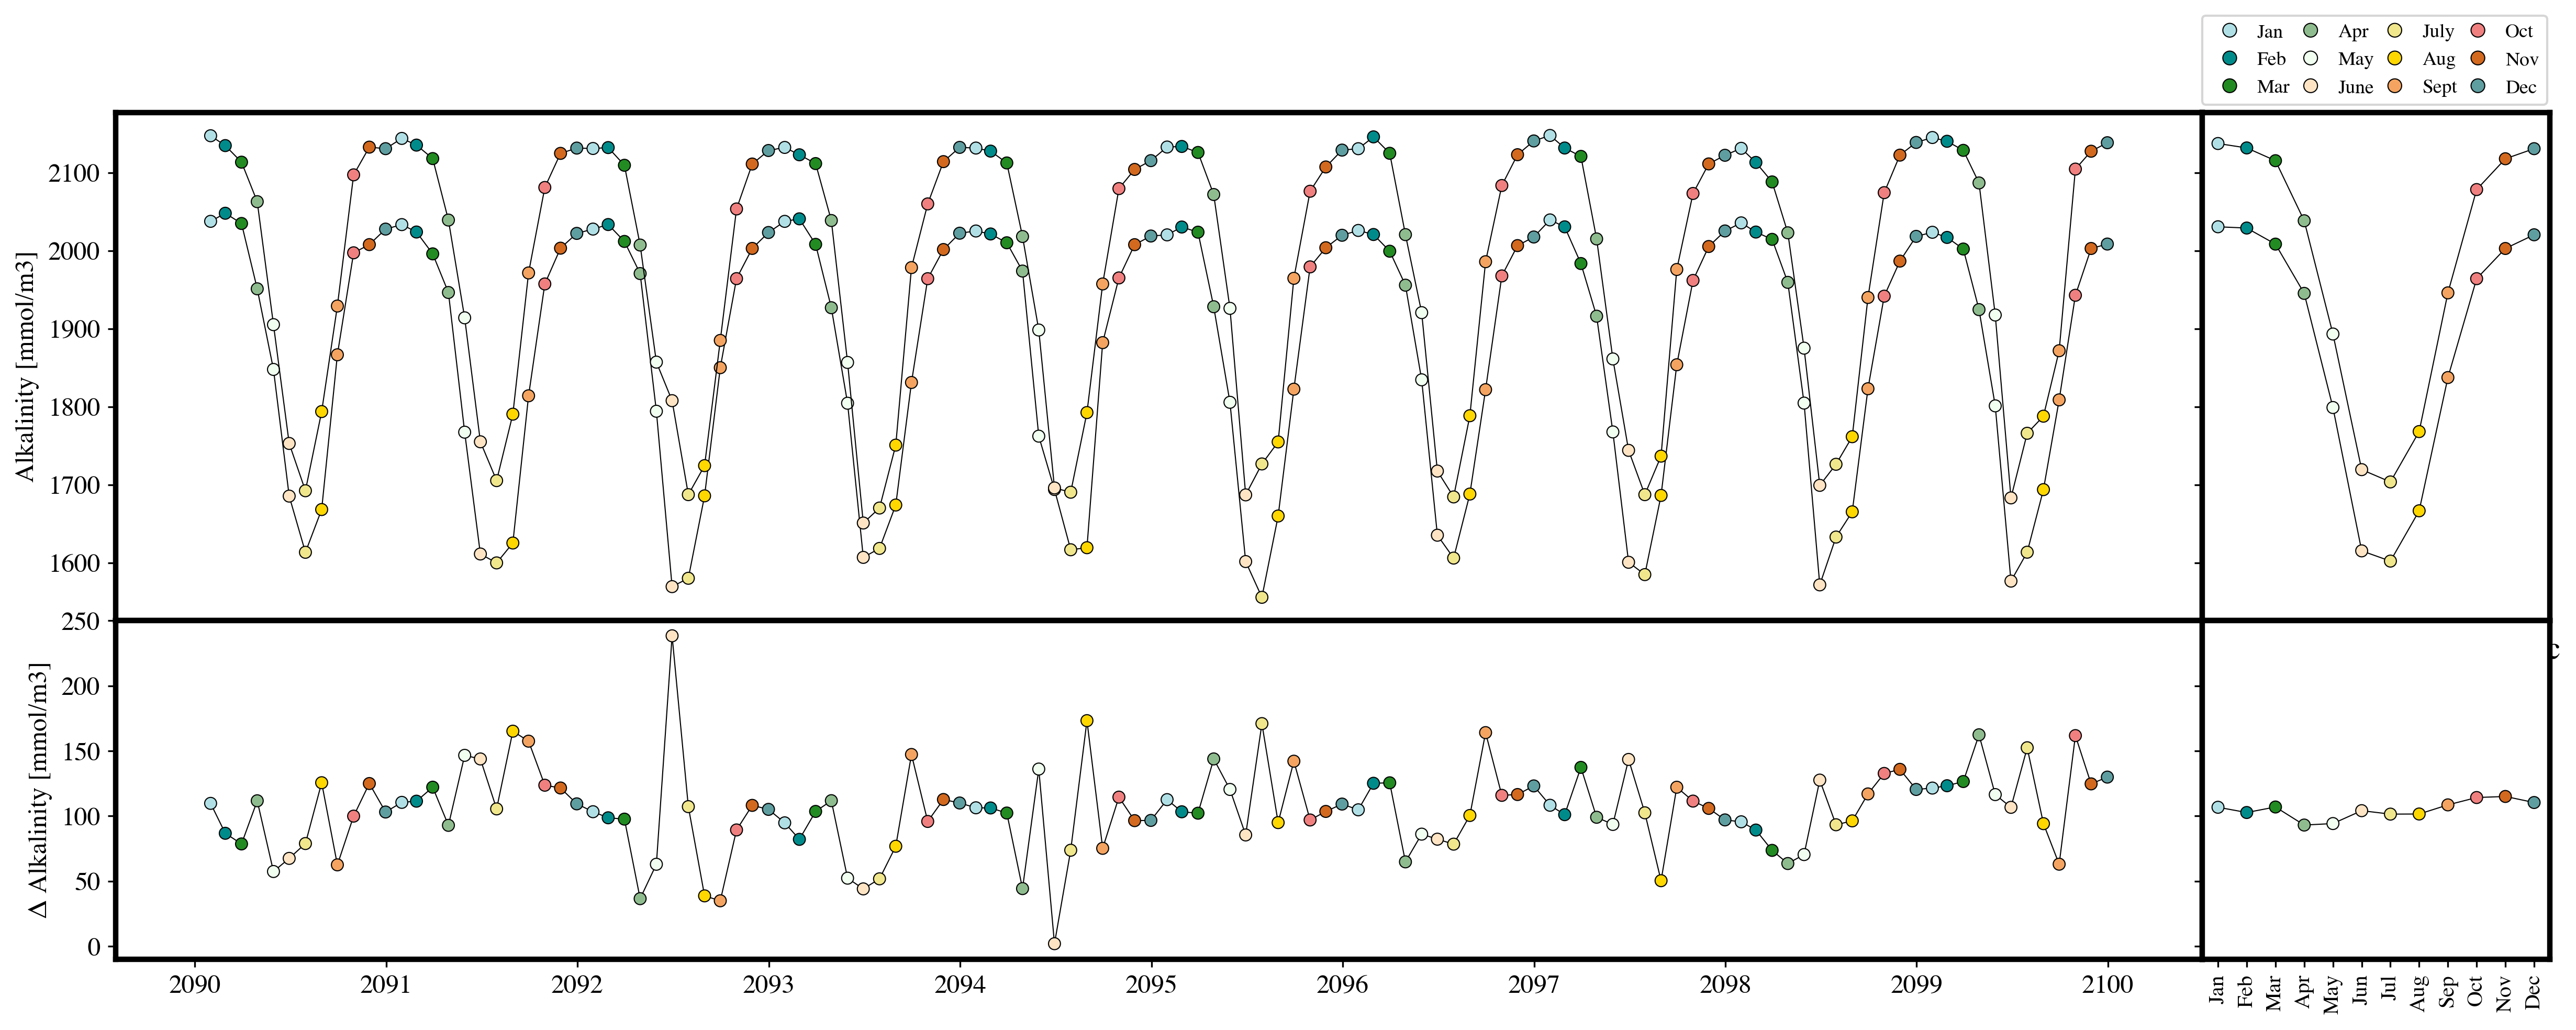 Jan Apr July Oct
Feb May Aug Nov
Mar June Sept Dec
Alkalinity [mmol/m3]
2100
2000
1900
1800
1700
1600
Δ Alkalinity [mmol/m3]
250
200
150
100
50
0
c
2090 2091 2092 2093 2094 2095 2096 2097 2098 2099 2100
Jan Feb Mar Apr May Jun Jul Aug Sep Oct Nov Dec